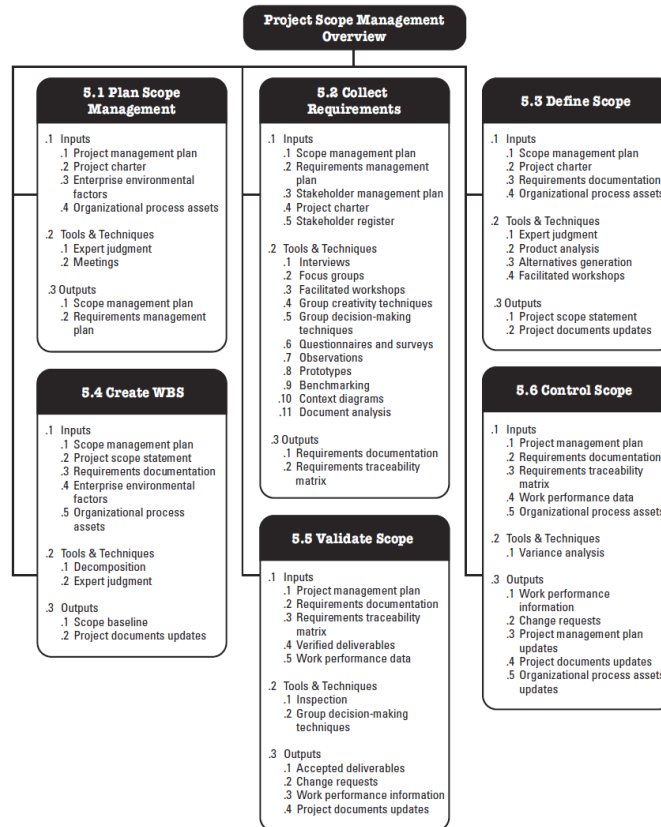 Project Scope Management
Overview
5.1 Plan Scope
Management
.1 Inputs
.1 Project management plan
.2 Project charter
.3 Enterprise environmental
factors
.4 Organizational process assets
.2 Tools & Techniques
.1 Expert judgment
.2 Meetings
.3 Outputs
.1 Scope management plan
.2 Requirements management
plan
5.2 Collect
Requirements
.1 Inputs
.1 Scope management plan
.2 Requirements management
plan
.3 Stakeholder management plan
.4 Project charter
.5 Stakeholder register
.2 Tools & Techniques
.1 Interviews
.2 Focus groups
.3 Facilitated workshops
.4 Group creativity techniques
.5 Group decision-making
techniques
.6 Questionnaires and surveys
.7 Observations
.8 Prototypes
.9 Benchmarking
.10 Context diagrams
.11 Document analysis
.3 Outputs
.1 Requirements documentation
.2 Requirements traceability
matrix
5.3 Define Scope
.1 Inputs
.1 Scope management plan
.2 Project charter
.3 Requirements documentation
.4 Organizational process assets
.2 Tools & Techniques
.1 Expert judgment
.2 Product analysis
.3 Alternatives generation
.4 Facilitated workshops
.3 Outputs
.1 Project scope statement
.2 Project documents updates
5.4 Create WBS
.1 Inputs
.1 Scope management plan
.2 Project scope statement
.3 Requirements documentation
.4 Enterprise environmental
factors
.5 Organizational process
assets
.2 Tools & Techniques
.1 Decomposition
.2 Expert judgment
.3 Outputs
.1 Scope baseline
.2 Project documents updates
5.5 Validate Scope
.1 Inputs
.1 Project management plan
.2 Requirements documentation
.3 Requirements traceability
matrix
.4 Verified deliverables
.5 Work performance data
.2 Tools & Techniques
.1 Inspection
.2 Group decision-making
techniques
.3 Outputs
.1 Accepted deliverables
.2 Change requests
.3 Work performance information
.4 Project documents updates
5.6 Control Scope
.1 Inputs
.1 Project management plan
.2 Requirements documentation
.3 Requirements traceability
matrix
.4 Work performance data
.5 Organizational process assets
.2 Tools & Techniques
.1 Variance analysis
.3 Outputs
.1 Work performance
information
.2 Change requests
.3 Project management plan
updates
.4 Project documents updates
.5 Organizational process assets
updates